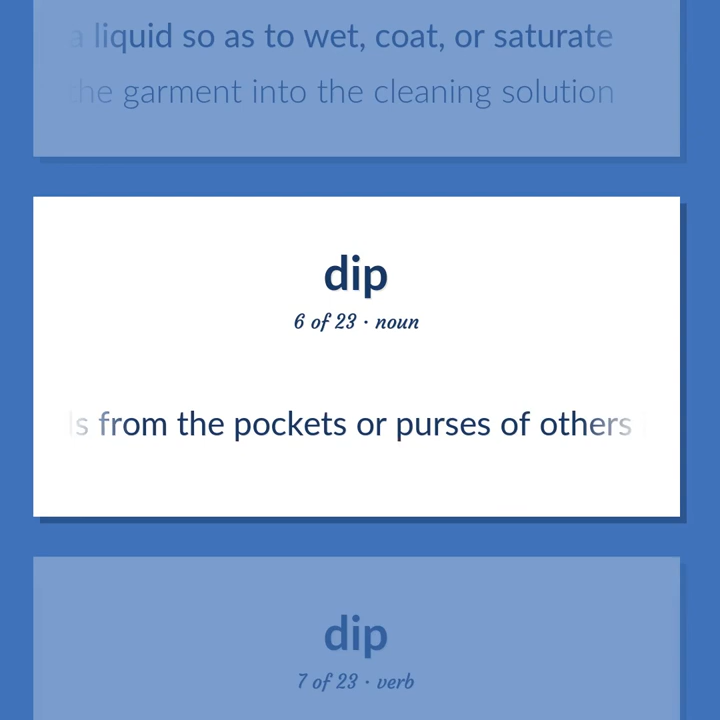 liquid so as to wet, coat, or saturate
garment into the cleaning solution
dip
6 of 23 · noun
from the pockets or purses of others
dip
7 of 23 · verb